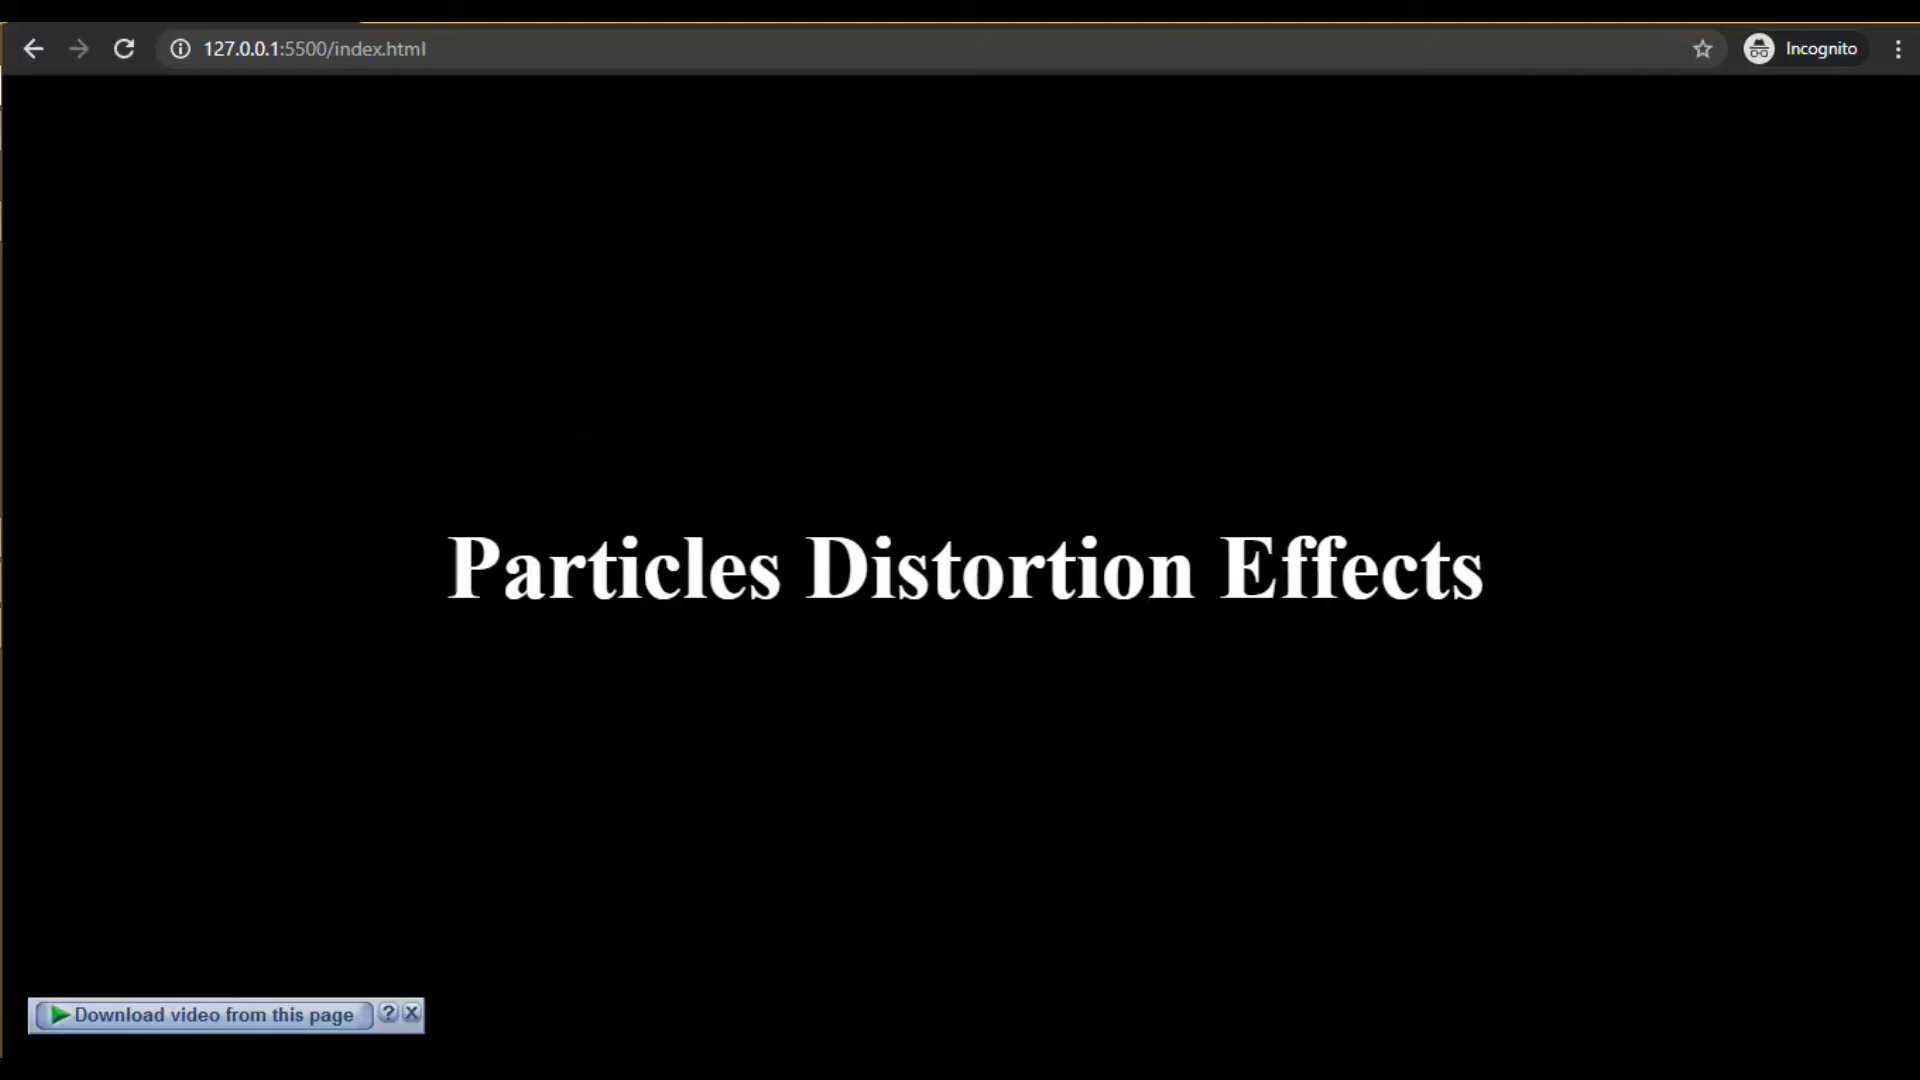 127.0.0.1:5500/index.html
Incognito
Particles Distortion Effects
Download video from this page
?
X